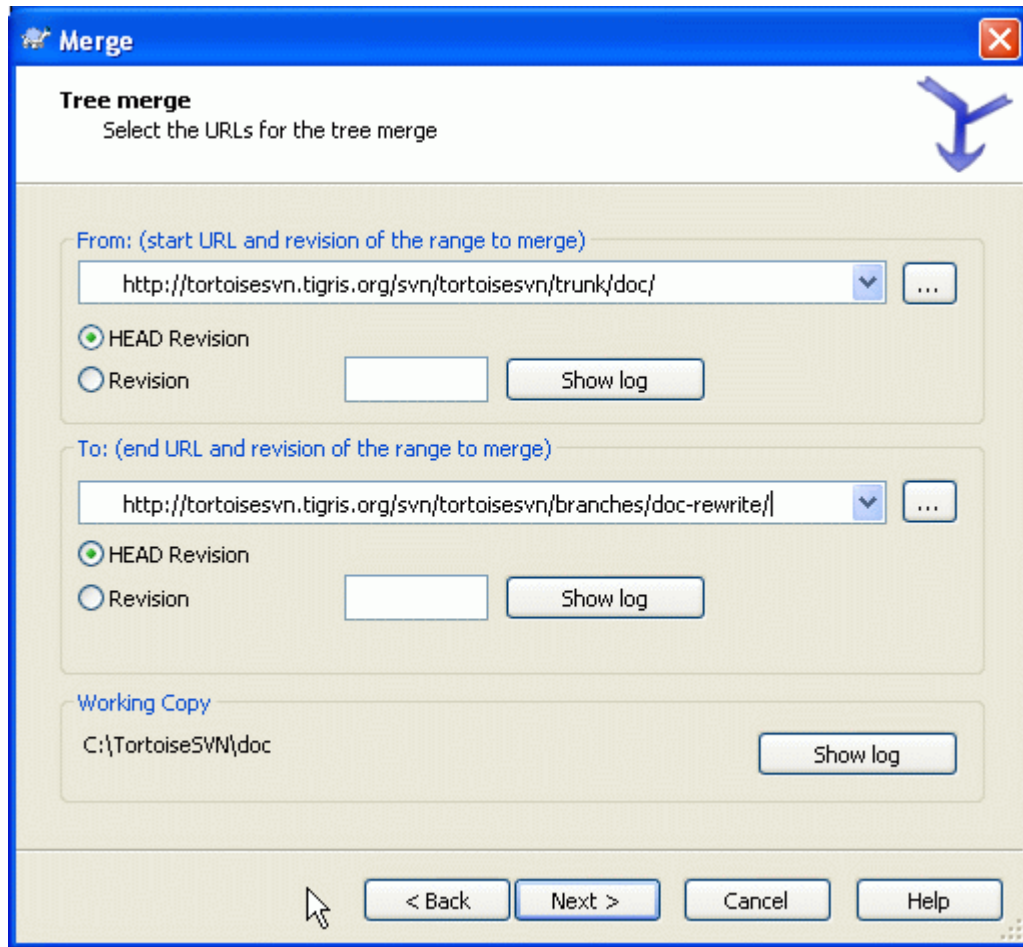 Merge
Tree merge
Select the URLs for the tree merge
From: (start URL and revision of the range to merge)
http://tortoisesvn.tigris.org/svn/tortoisesvn/trunk/doc/
...
HEAD Revision
Revision
Show log
To: (end URL and revision of the range to merge)
http://tortoisesvn.tigris.org/svn/tortoisesvn/branches/doc-rewrite/
...
HEAD Revision
Revision
Show log
Working Copy
C:\TortoiseSVN\doc
Show log
< Back Next > Cancel Help